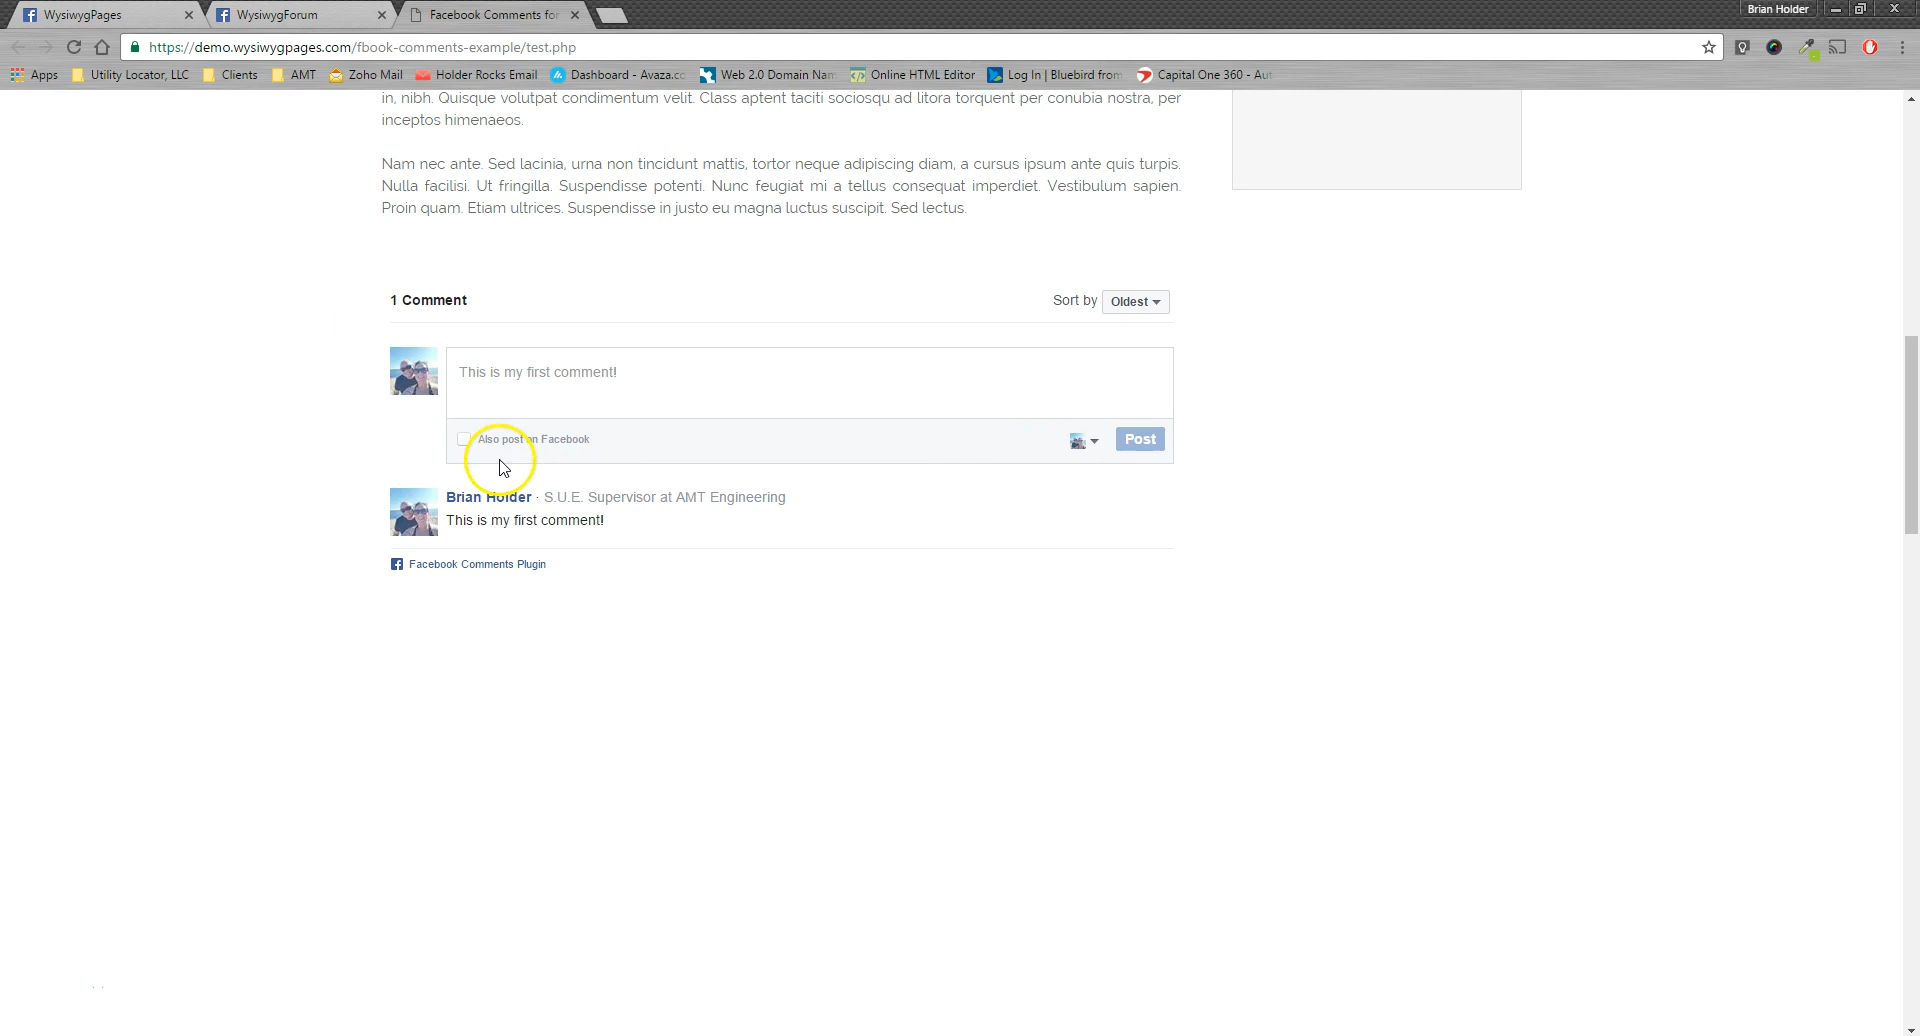 WysiwygPages
WysiwygForum
Facebook Comments for
Brian Holder
https://demo.wysiwygpages.com/fbook-comments-example/test.php
Apps Utility Locator, LLC Clients AMT Zoho Mail Holder Rocks Email Dashboard - Avaza.co Web 2.0 Domain Nam Online HTML Editor Log In | Bluebird from Capital One 360 - Aut
in, nibh. Quisque volutpat condimentum velit. Class aptent taciti sociosqu ad litora torquent per conubia nostra, per
inceptos himenaeos.
Nam nec ante. Sed lacinia, urna non tincidunt mattis, tortor neque adipiscing diam, a cursus ipsum ante quis turpis.
Nulla facilisi. Ut fringilla. Suspendisse potenti. Nunc feugiat mi a tellus consequat imperdiet. Vestibulum sapien.
Proin quam. Etiam ultrices. Suspendisse in justo eu magna luctus suscipit. Sed lectus.
1 Comment
Sort by Oldest
This is my first comment!
Also post on Facebook
Post
Brian Holder · S.U.E. Supervisor at AMT Engineering
This is my first comment!
Facebook Comments Plugin